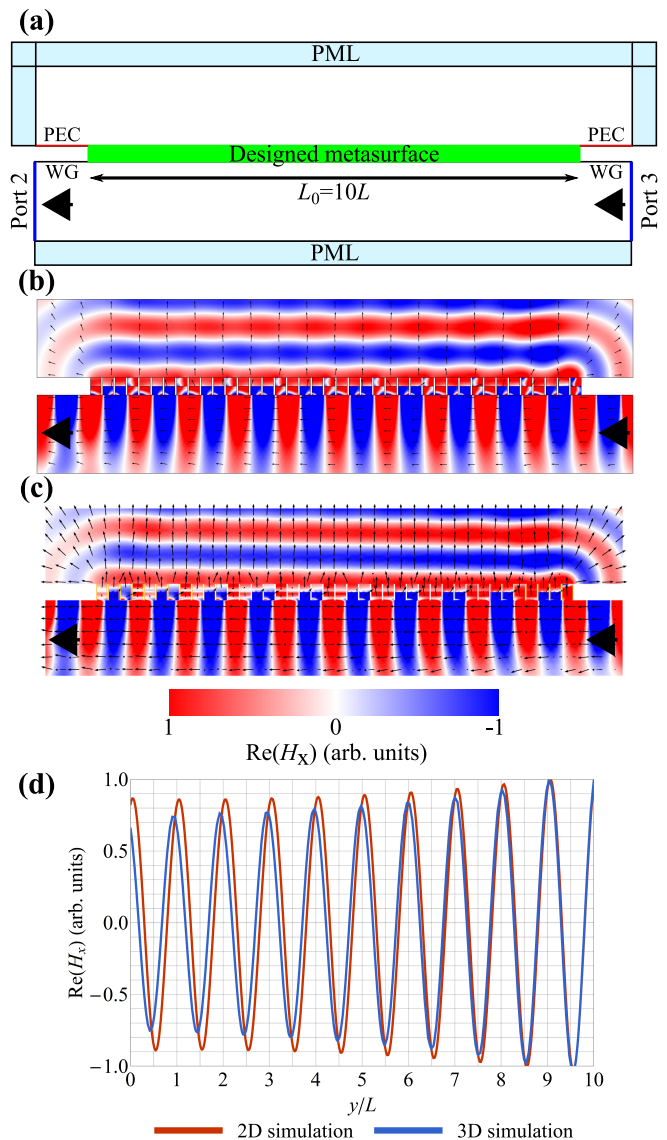 (a)
PML
PEC
PEC
Designed metasurface
WG
WG
Port 2
Port 3
L₀=10L
PML
(b)
(c)
1
0
-1
Re(Hx) (arb. units)
(d)
1.0
0.5
0.0
−0.5
−1.0
Re(Hx) (arb. units)
0 1 2 3 4 5 6 7 8 9 10
y/L
2D simulation
3D simulation